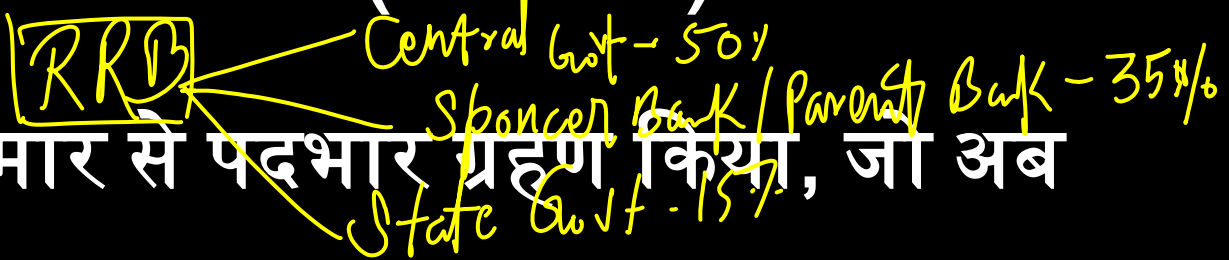 RRB
Central Govt - 50%
Sponcer Bank / Parent Bank - 35%
मार से पदभार ग्रहण किया, जो अब
State Govt - 15%